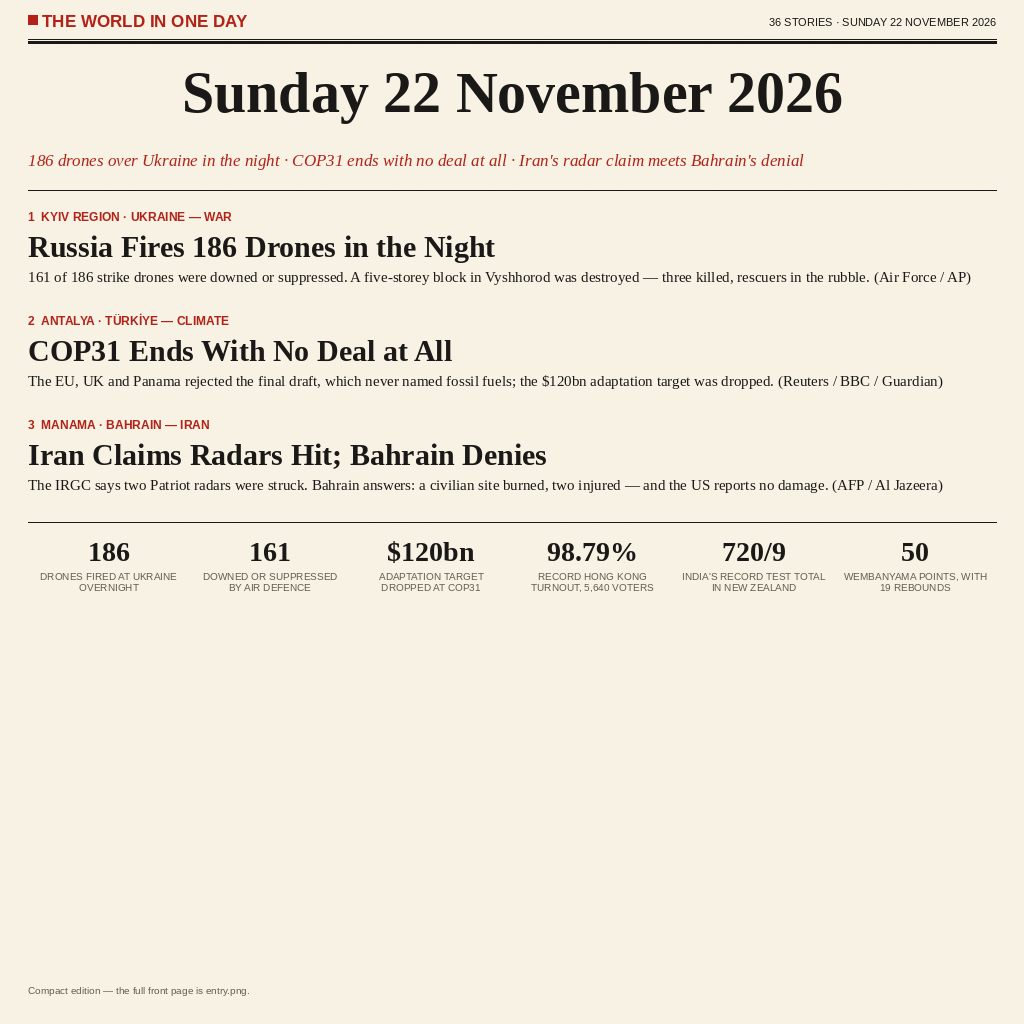 THE WORLD IN ONE DAY
36 STORIES · SUNDAY 22 NOVEMBER 2026
Sunday 22 November 2026
186 drones over Ukraine in the night · COP31 ends with no deal at all · Iran's radar claim meets Bahrain's denial
1 KYIV REGION · UKRAINE — WAR
Russia Fires 186 Drones in the Night
161 of 186 strike drones were downed or suppressed. A five-storey block in Vyshhorod was destroyed — three killed, rescuers in the rubble. (Air Force / AP)
2 ANTALYA · TÜRKİYE — CLIMATE
COP31 Ends With No Deal at All
The EU, UK and Panama rejected the final draft, which never named fossil fuels; the $120bn adaptation target was dropped. (Reuters / BBC / Guardian)
3 MANAMA · BAHRAIN — IRAN
Iran Claims Radars Hit; Bahrain Denies
The IRGC says two Patriot radars were struck. Bahrain answers: a civilian site burned, two injured — and the US reports no damage. (AFP / Al Jazeera)
186
DRONES FIRED AT UKRAINE
OVERNIGHT
161
DOWNED OR SUPPRESSED
BY AIR DEFENCE
$120bn
ADAPTATION TARGET
DROPPED AT COP31
98.79%
RECORD HONG KONG
TURNOUT, 5,640 VOTERS
720/9
INDIA'S RECORD TEST TOTAL
IN NEW ZEALAND
50
WEMBANYAMA POINTS, WITH
19 REBOUNDS
Compact edition — the full front page is entry.png.